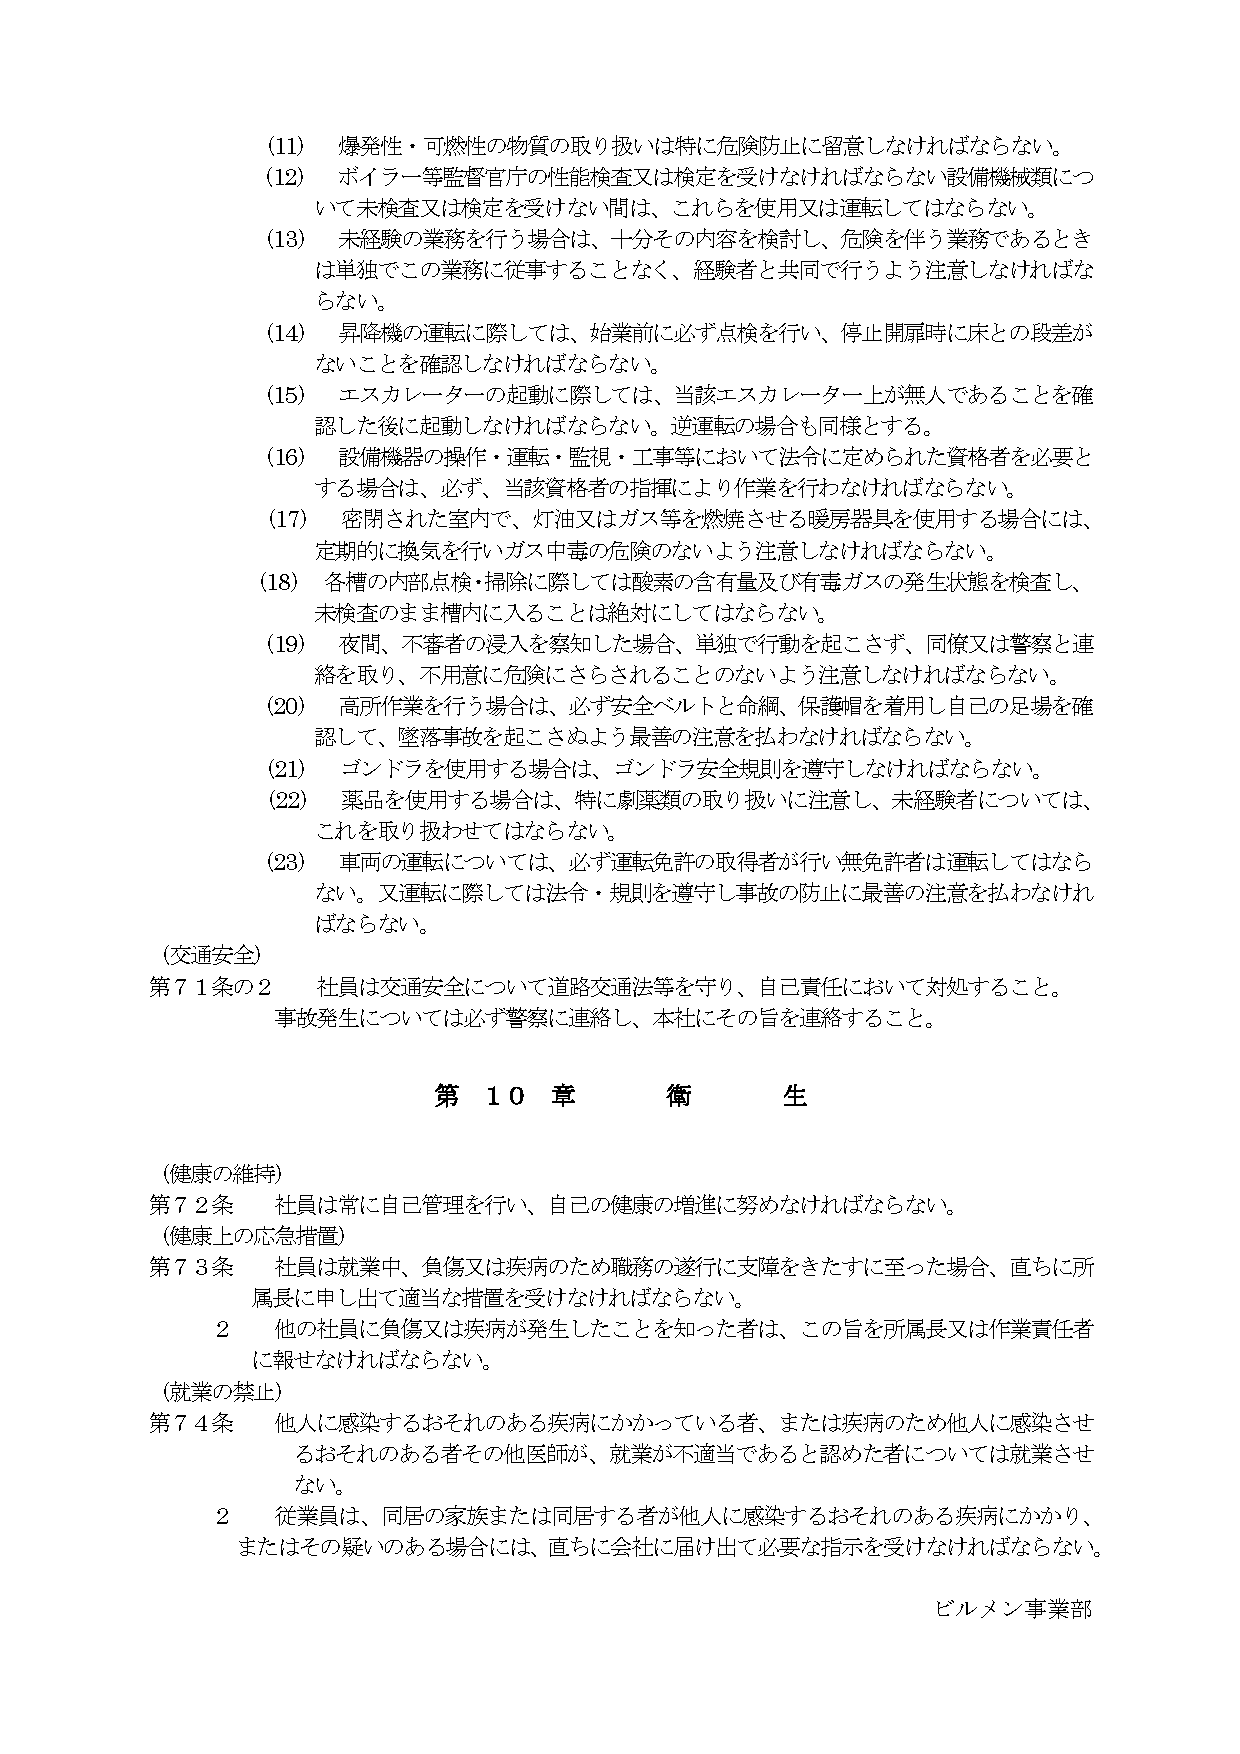 (11)　爆発性・可燃性の物質の取り扱いは特に危険防止に留意しなければならない。
(12)　ボイラー等監督官庁の性能検査又は検定を受けなければならない設備機械類につ
いて未検査又は検定を受けない間は、これらを使用又は運転してはならない。
(13)　未経験の業務を行う場合は、十分その内容を検討し、危険を伴う業務であるとき
は単独でこの業務に従事することなく、経験者と共同で行うよう注意しなければな
らない。
(14)　昇降機の運転に際しては、始業前に必ず点検を行い、停止開扉時に床との段差が
ないことを確認しなければならない。
(15)　エスカレーターの起動に際しては、当該エスカレーター上が無人であることを確
認した後に起動しなければならない。逆運転の場合も同様とする。
(16)　設備機器の操作・運転・監視・工事等において法令に定められた資格者を必要と
する場合は、必ず、当該資格者の指揮により作業を行わなければならない。
(17)　密閉された室内で、灯油又はガス等を燃焼させる暖房器具を使用する場合には、
定期的に換気を行いガス中毒の危険のないよう注意しなければならない。
(18)　各槽の内部点検・掃除に際しては酸素の含有量及び有毒ガスの発生状態を検査し、
未検査のまま槽内に入ることは絶対にしてはならない。
(19)　夜間、不審者の浸入を察知した場合、単独で行動を起こさず、同僚又は警察と連
絡を取り、不用意に危険にさらされることのないよう注意しなければならない。
(20)　高所作業を行う場合は、必ず安全ベルトと命綱、保護帽を着用し自己の足場を確
認して、墜落事故を起こさぬよう最善の注意を払わなければならない。
(21)　ゴンドラを使用する場合は、ゴンドラ安全規則を遵守しなければならない。
(22)　薬品を使用する場合は、特に劇薬類の取り扱いに注意し、未経験者については、
これを取り扱わせてはならない。
(23)　車両の運転については、必ず運転免許の取得者が行い無免許者は運転してはなら
ない。又運転に際しては法令・規則を遵守し事故の防止に最善の注意を払わなけれ
ばならない。
(交通安全)
第７１条の２　社員は交通安全について道路交通法等を守り、自己責任において対処すること。
事故発生については必ず警察に連絡し、本社にその旨を連絡すること。
第　１０　章　　　衛　　　生
(健康の維持)
第７２条　社員は常に自己管理を行い、自己の健康の増進に努めなければならない。
(健康上の応急措置)
第７３条　社員は就業中、負傷又は疾病のため職務の遂行に支障をきたすに至った場合、直ちに所
属長に申し出て適当な措置を受けなければならない。
２　他の社員に負傷又は疾病が発生したことを知った者は、この旨を所属長又は作業責任者
に報せなければならない。
(就業の禁止)
第７４条　他人に感染するおそれのある疾病にかかっている者、または疾病のため他人に感染させ
るおそれのある者その他医師が、就業が不適当であると認めた者については就業させ
ない。
２　従業員は、同居の家族または同居する者が他人に感染するおそれのある疾病にかかり、
またはその疑いのある場合には、直ちに会社に届け出て必要な指示を受けなければならない。
ビルメン事業部